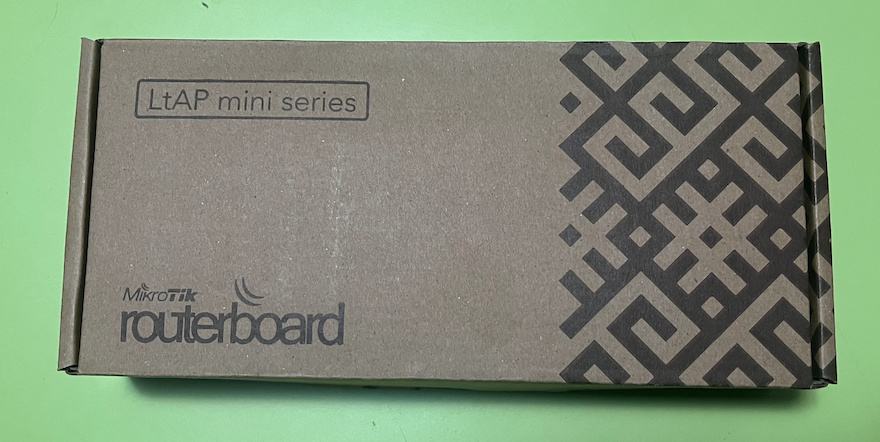 LtAP mini series
MikroTik
routerboard